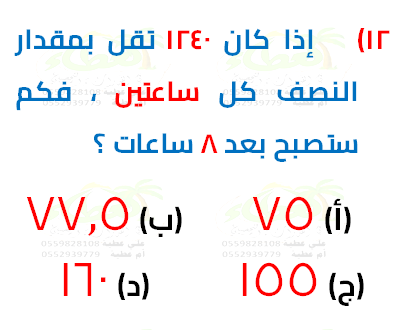 ١٢) إذا كان ١٢٤٠ تقل بمقدار
النصف كل ساعتين ، فكم
ستصبح بعد ٨ ساعات ؟
(أ) ٧٥ (ب) ٧٧,٥
(ج) ١٥٥ (د) ١٦٠